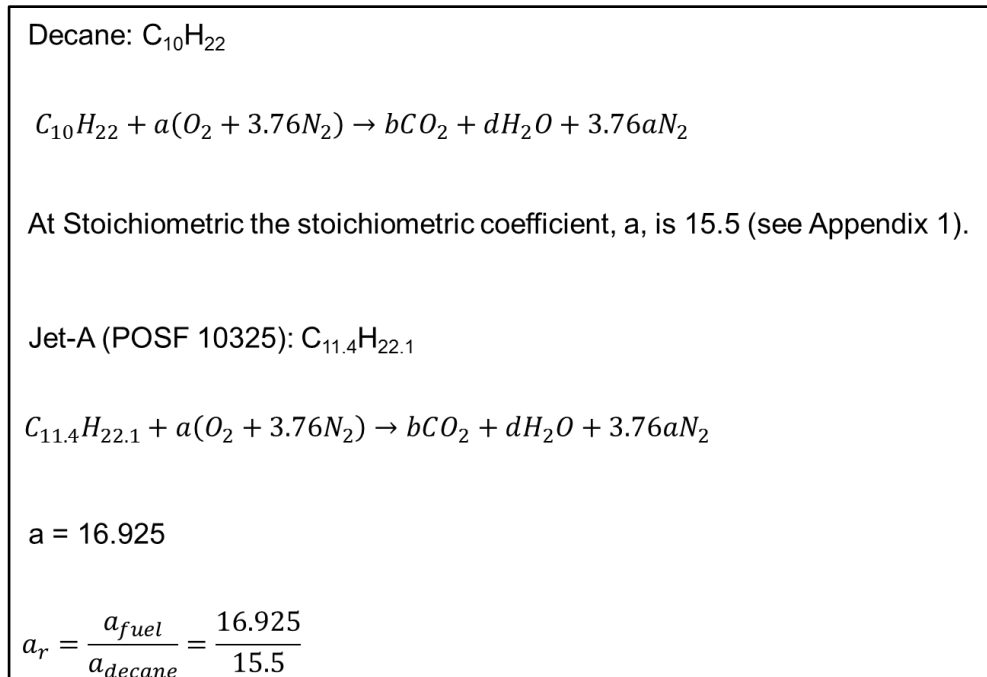 Decane: C₁₀H₂₂
C₁₀H₂₂ + a(O₂ + 3.76N₂) → bCO₂ + dH₂O + 3.76aN₂
At Stoichiometric the stoichiometric coefficient, a, is 15.5 (see Appendix 1).
Jet-A (POSF 10325): C₁₁.₄H₂₂.₁
C₁₁.₄H₂₂.₁ + a(O₂ + 3.76N₂) → bCO₂ + dH₂O + 3.76aN₂
a = 16.925
aᵣ = a_fuel / a_decane = 16.925 / 15.5